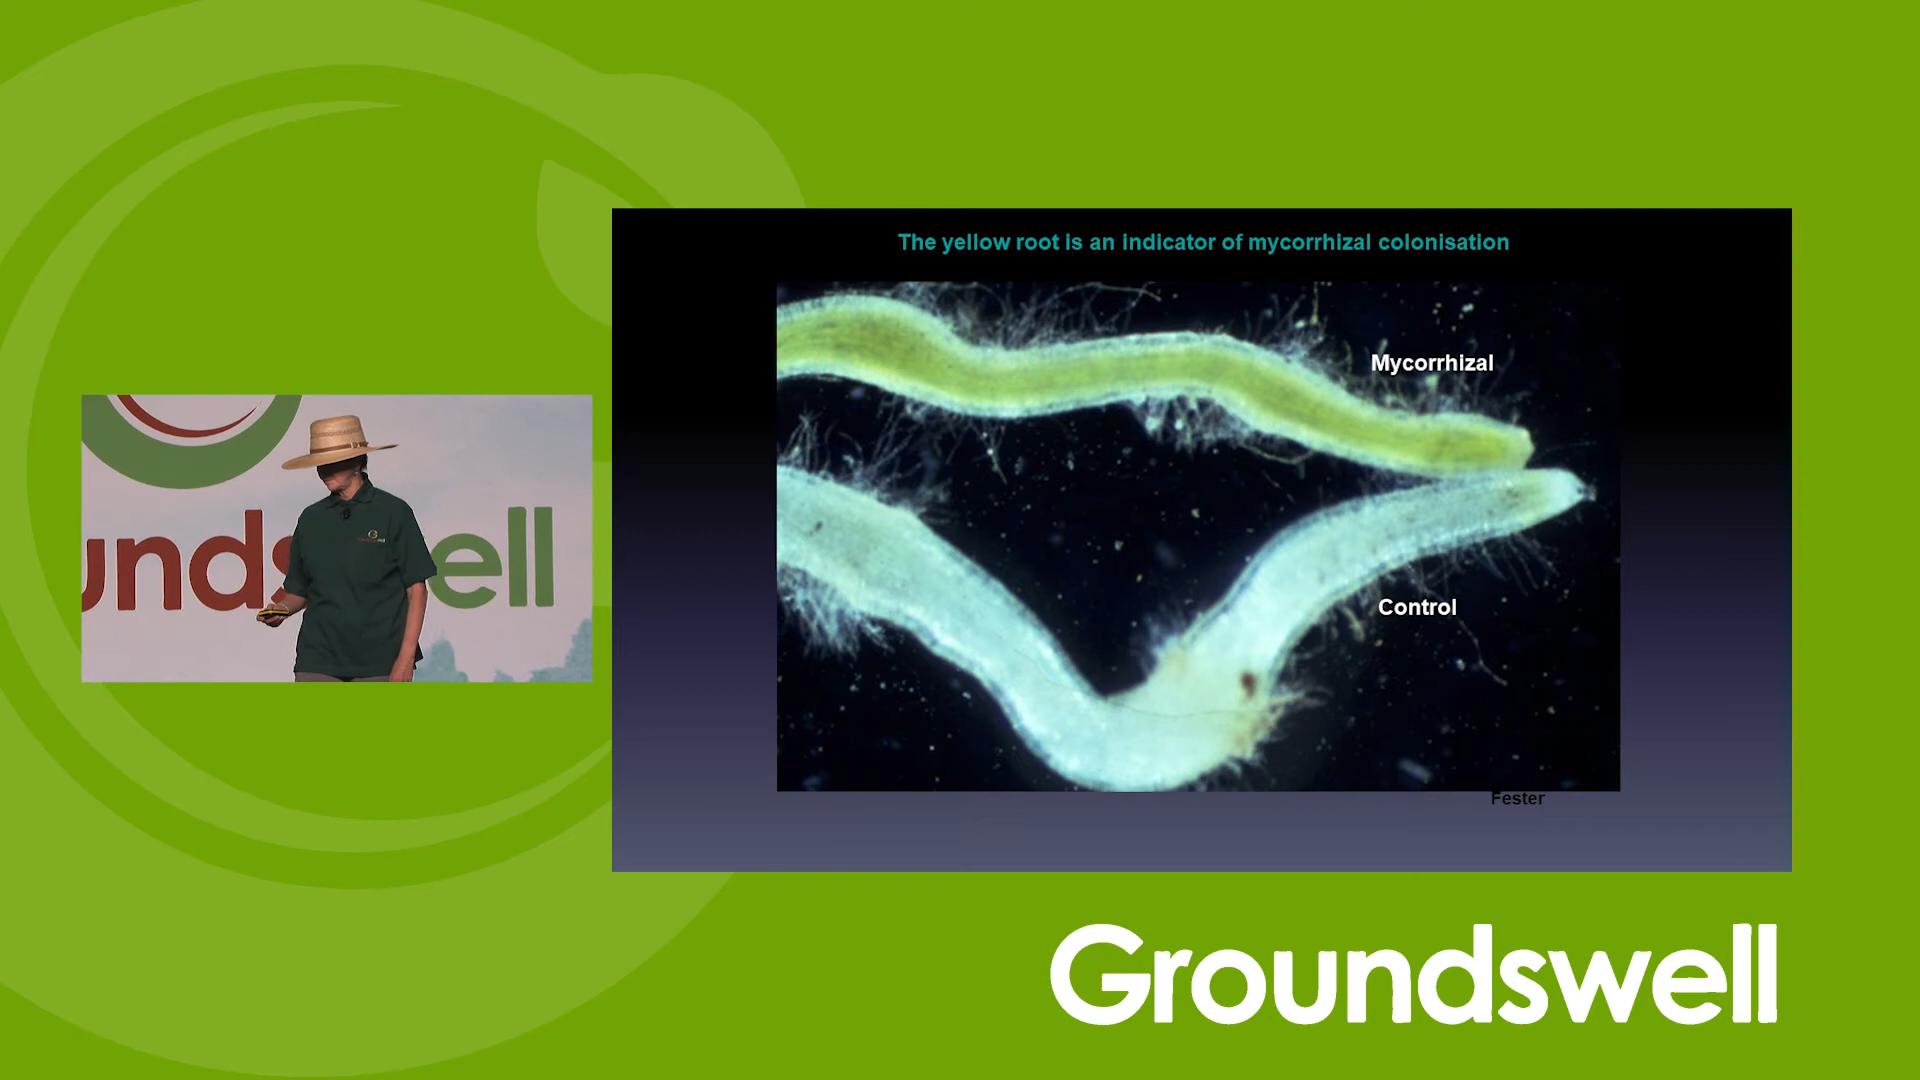 The yellow root is an indicator of mycorrhizal colonisation
Mycorrhizal
Control
Fester
undswell
Groundswell